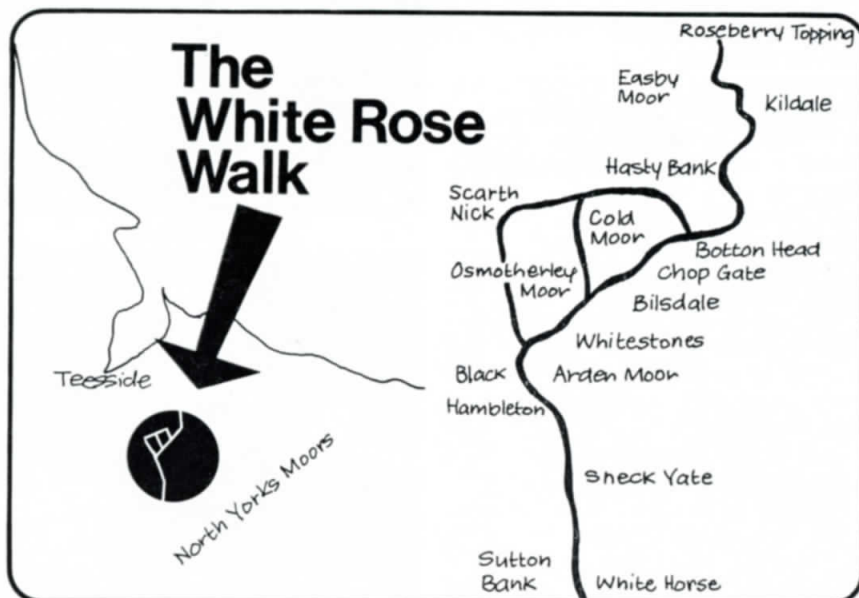 The
White Rose
Walk
Teesside
North Yorks Moors
Roseberry Topping
Easby
Moor
Kildale
Hasty Bank
Scarth
Nick
Cold
Moor
Botton Head
Osmotherley
Moor
Chop Gate
Bilsdale
Whitestones
Black
Hambleton
Arden Moor
Sneck Yate
Sutton
Bank
White Horse